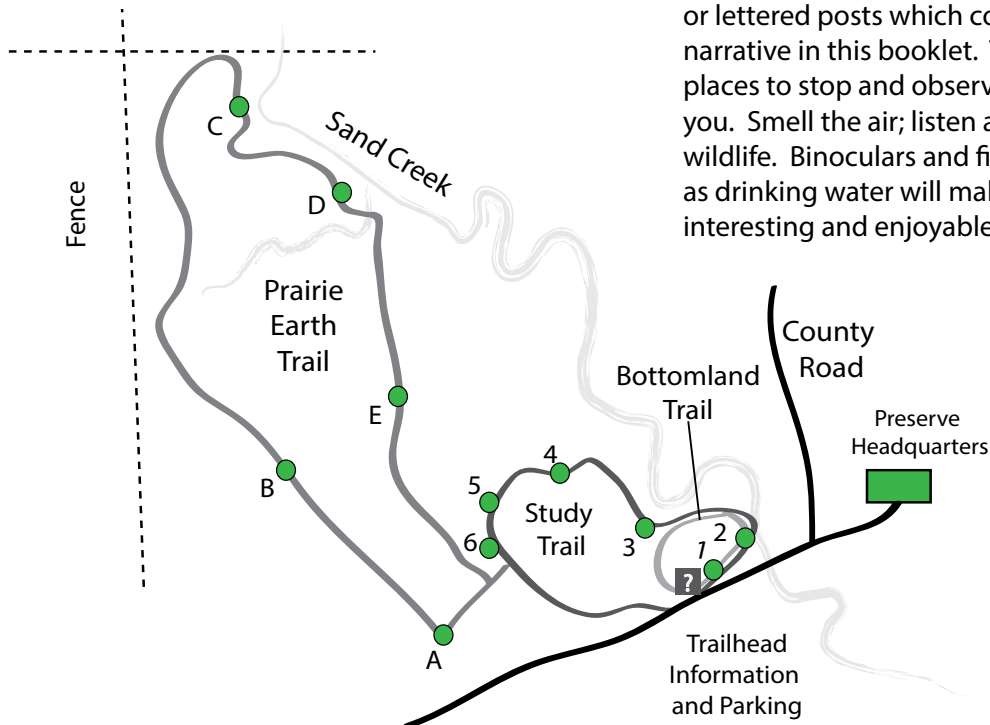 or lettered posts which co
narrative in this booklet. T
places to stop and observ
you. Smell the air; listen a
wildlife. Binoculars and fi
as drinking water will mak
interesting and enjoyable
C
Sand Creek
Fence
D
Prairie
Earth
Trail
County
Road
Bottomland
Trail
Preserve
Headquarters
E
B
4
5
Study
Trail
6
3
2
1
?
A
Trailhead
Information
and Parking